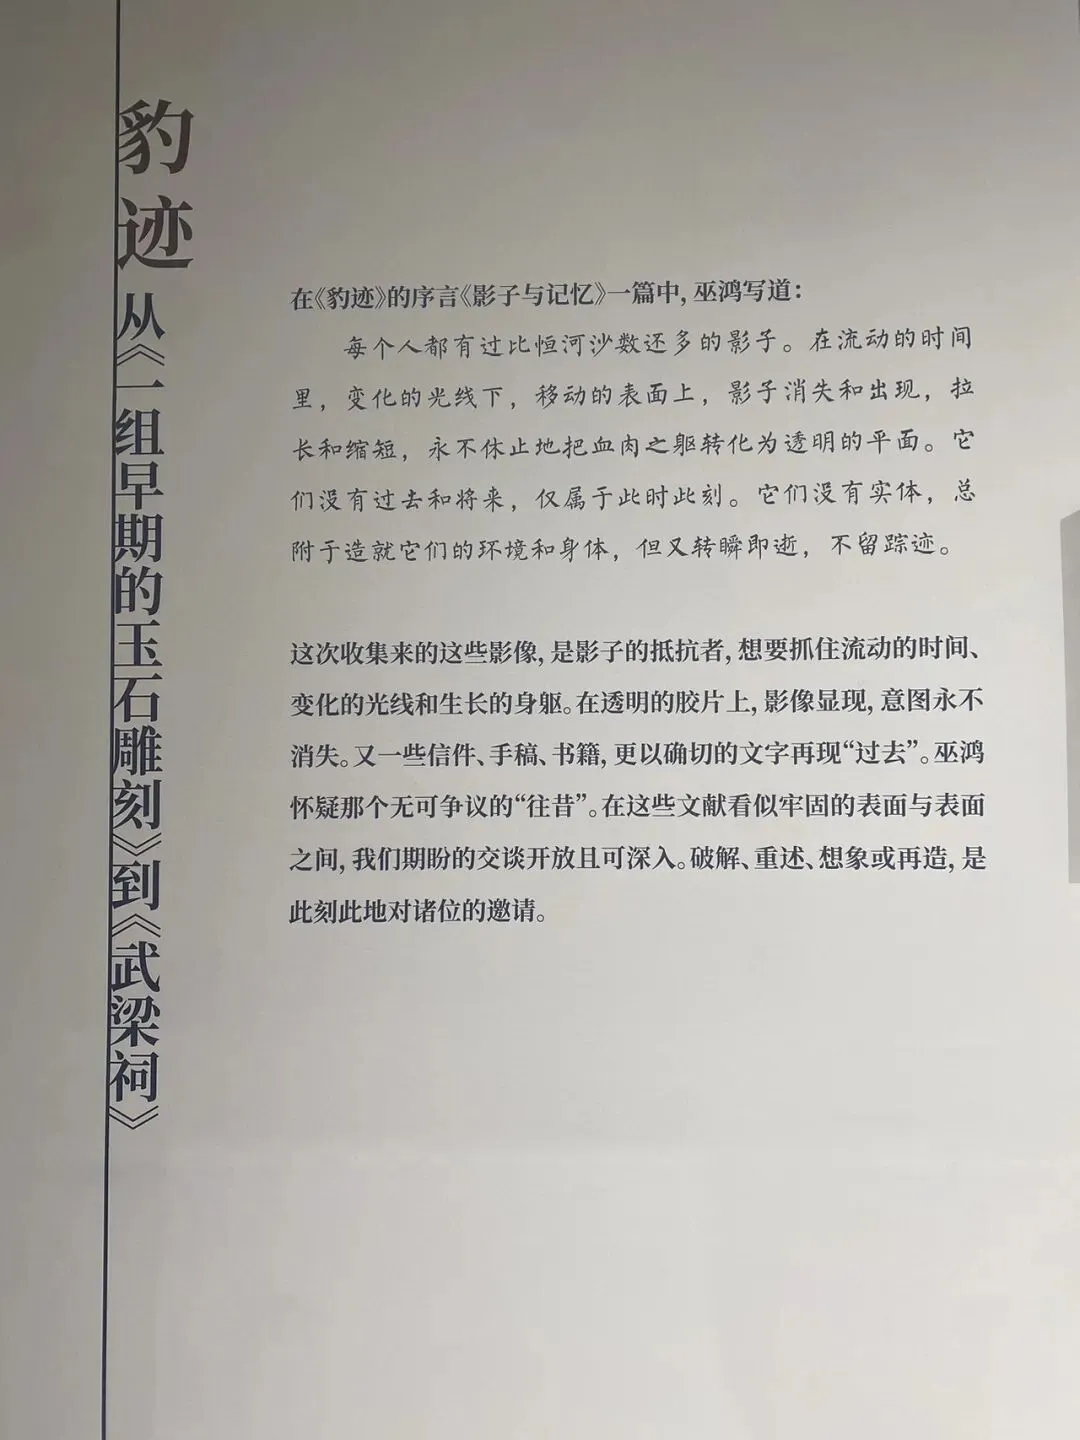 豹迹
从《一组早期的玉石雕刻》到《武梁祠》
在《豹迹》的序言《影子与记忆》一篇中，巫鸿写道：
每个人都有过比恒河沙数还多的影子。在流动的时间
里，变化的光线下，移动的表面上，影子消失和出现，拉
长和缩短，永不休止地把血肉之躯转化为透明的平面。它
们没有过去和将来，仅属于此时此刻。它们没有实体，总
附于造就它们的环境和身体，但又转瞬即逝，不留踪迹。
这次收集来的这些影像，是影子的抵抗者，想要抓住流动的时间、
变化的光线和生长的身躯。在透明的胶片上，影像显现，意图永不
消失。又一些信件、手稿、书籍，更以确切的文字再现“过去”。巫鸿
怀疑那个无可争议的“往昔”。在这些文献看似牢固的表面与表面
之间，我们期盼的交谈开放且可深入。破解、重述、想象或再造，是
此刻此地对诸位的邀请。